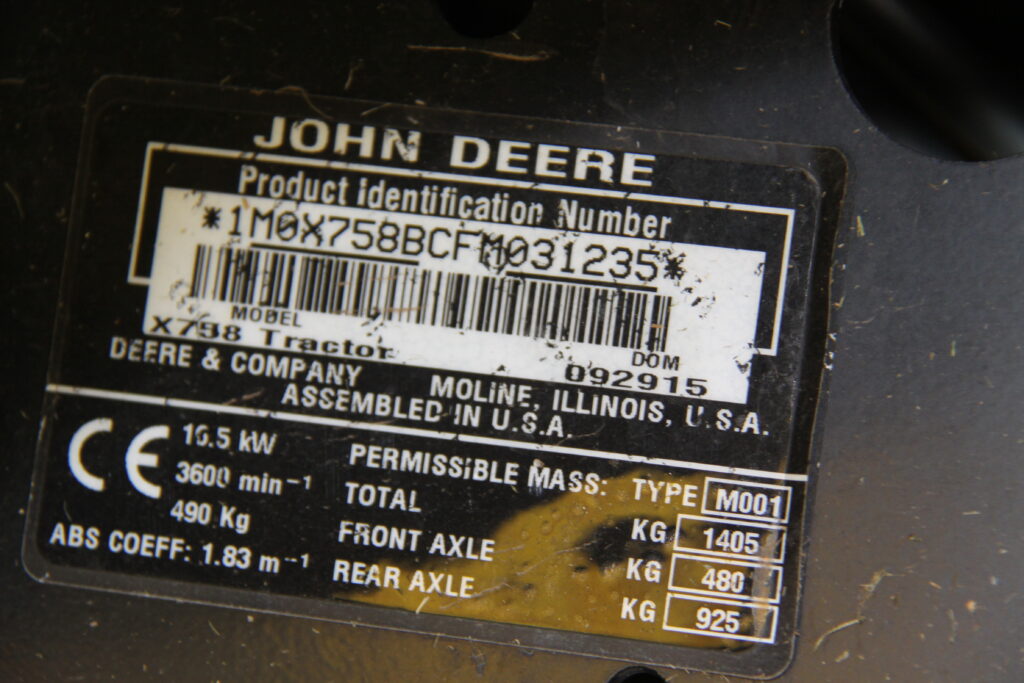 JOHN DEERE
Product Identification Number
*1M0X758BCFM031235*
MODEL DOM
X758 Tractor 092915
DEERE & COMPANY MOLINE, ILLINOIS, U.S.A.
ASSEMBLED IN U.S.A.
CE 16.5 kW PERMISSIBLE MASS: TYPE M001
3600 min⁻¹ TOTAL KG 1405
490 Kg FRONT AXLE KG 480
ABS COEFF: 1.83 m⁻¹ REAR AXLE KG 925